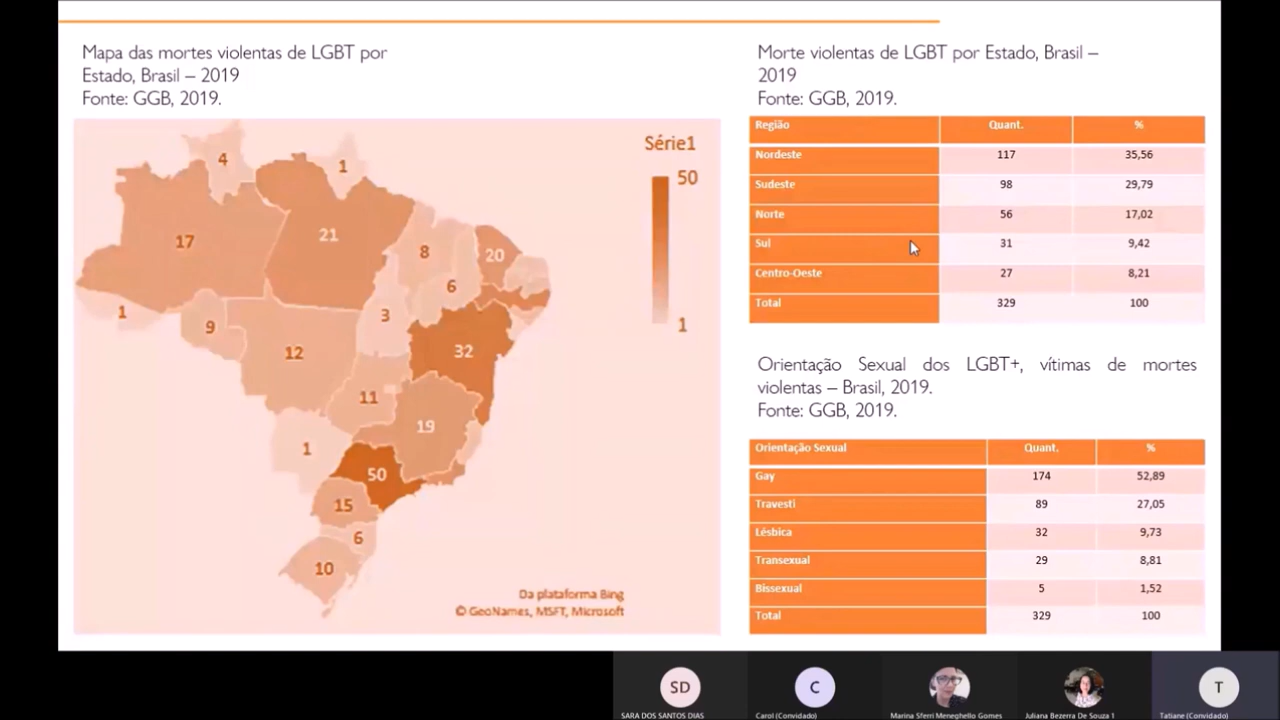 Mapa das mortes violentas de LGBT por
Estado, Brasil – 2019
Fonte: GGB, 2019.
Série1
50
1
4
1
17
21
8
20
6
1
9
3
12
32
11
19
1
50
15
6
10
Da plataforma Bing
© GeoNames, MSFT, Microsoft
Morte violentas de LGBT por Estado, Brasil –
2019
Fonte: GGB, 2019.
Região Quant. %
Nordeste 117 35,56
Sudeste 98 29,79
Norte 56 17,02
Sul 31 9,42
Centro-Oeste 27 8,21
Total 329 100
Orientação Sexual dos LGBT+, vítimas de mortes
violentas – Brasil, 2019.
Fonte: GGB, 2019.
Orientação Sexual Quant. %
Gay 174 52,89
Travesti 89 27,05
Lésbica 32 9,73
Transexual 29 8,81
Bissexual 5 1,52
Total 329 100
SD
C
T
SARA DOS SANTOS DIAS
Carol (Convidado)
Marina Sferri Meneghello Gomes
Juliana Bezerra De Souza 1
Tatiane (Convidado)